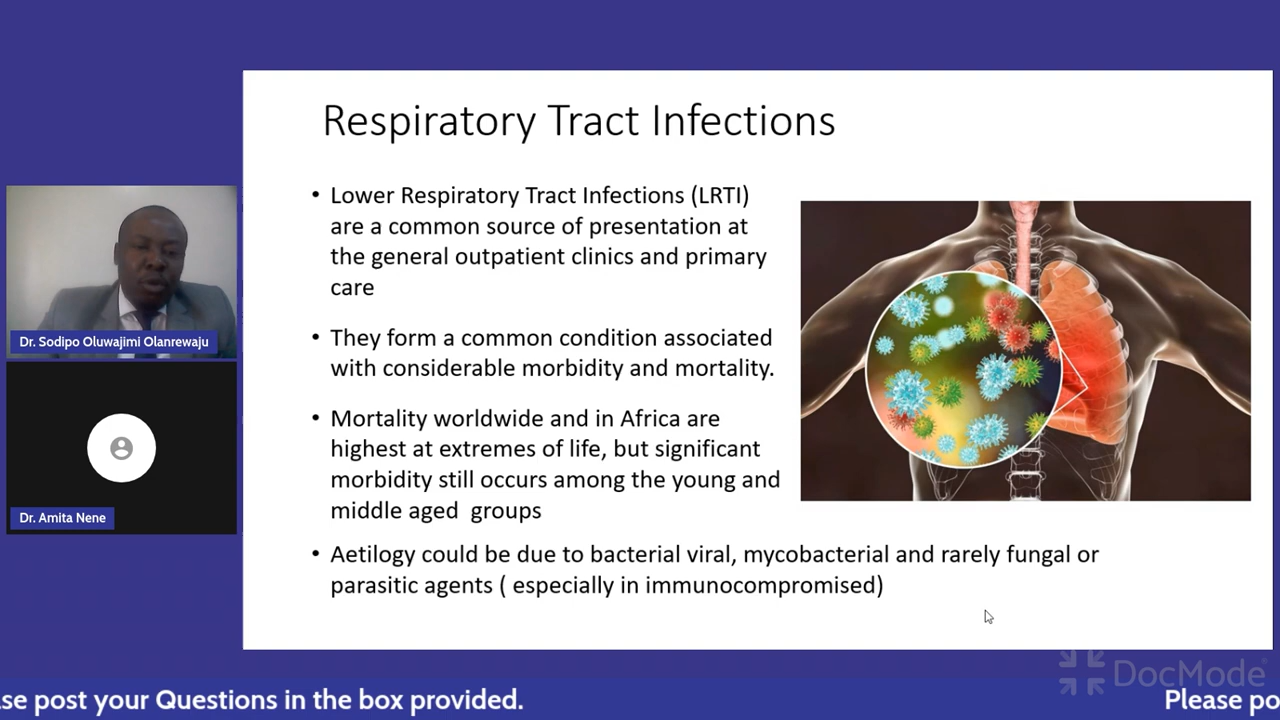 Respiratory Tract Infections
• Lower Respiratory Tract Infections (LRTI)
are a common source of presentation at
the general outpatient clinics and primary
care
• They form a common condition associated
with considerable morbidity and mortality.
• Mortality worldwide and in Africa are
highest at extremes of life, but significant
morbidity still occurs among the young and
middle aged groups
• Aetilogy could be due to bacterial viral, mycobacterial and rarely fungal or
parasitic agents ( especially in immunocompromised)
Dr. Sodipo Oluwajimi Olanrewaju
Dr. Amita Nene
DocMode
se post your Questions in the box provided.
Please po